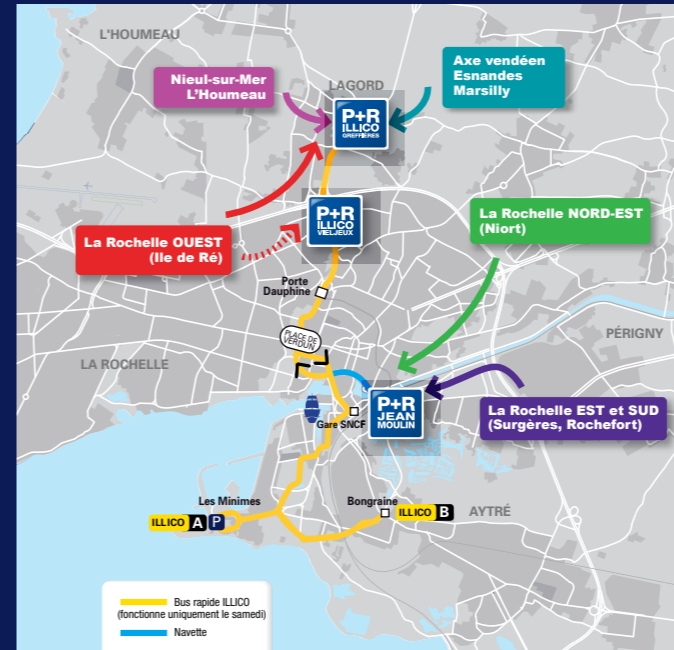 L'HOUMEAU
Nieul-sur-Mer
L'Houmeau
LAGORD
Axe vendéen
Esnandes
Marsilly
P+R
ILLICO
GREFFIÈRES
La Rochelle OUEST
(Ile de Ré)
P+R
ILLICO
VIELJEUX
La Rochelle NORD-EST
(Niort)
Porte
Dauphine
PLACE DE
VERDUN
PÉRIGNY
LA ROCHELLE
P+R
JEAN
MOULIN
Gare SNCF
La Rochelle EST et SUD
(Surgères, Rochefort)
Les Minimes
ILLICO A P
Bongraine
ILLICO B
AYTRÉ
Bus rapide ILLICO
(fonctionne uniquement le samedi)
Navette